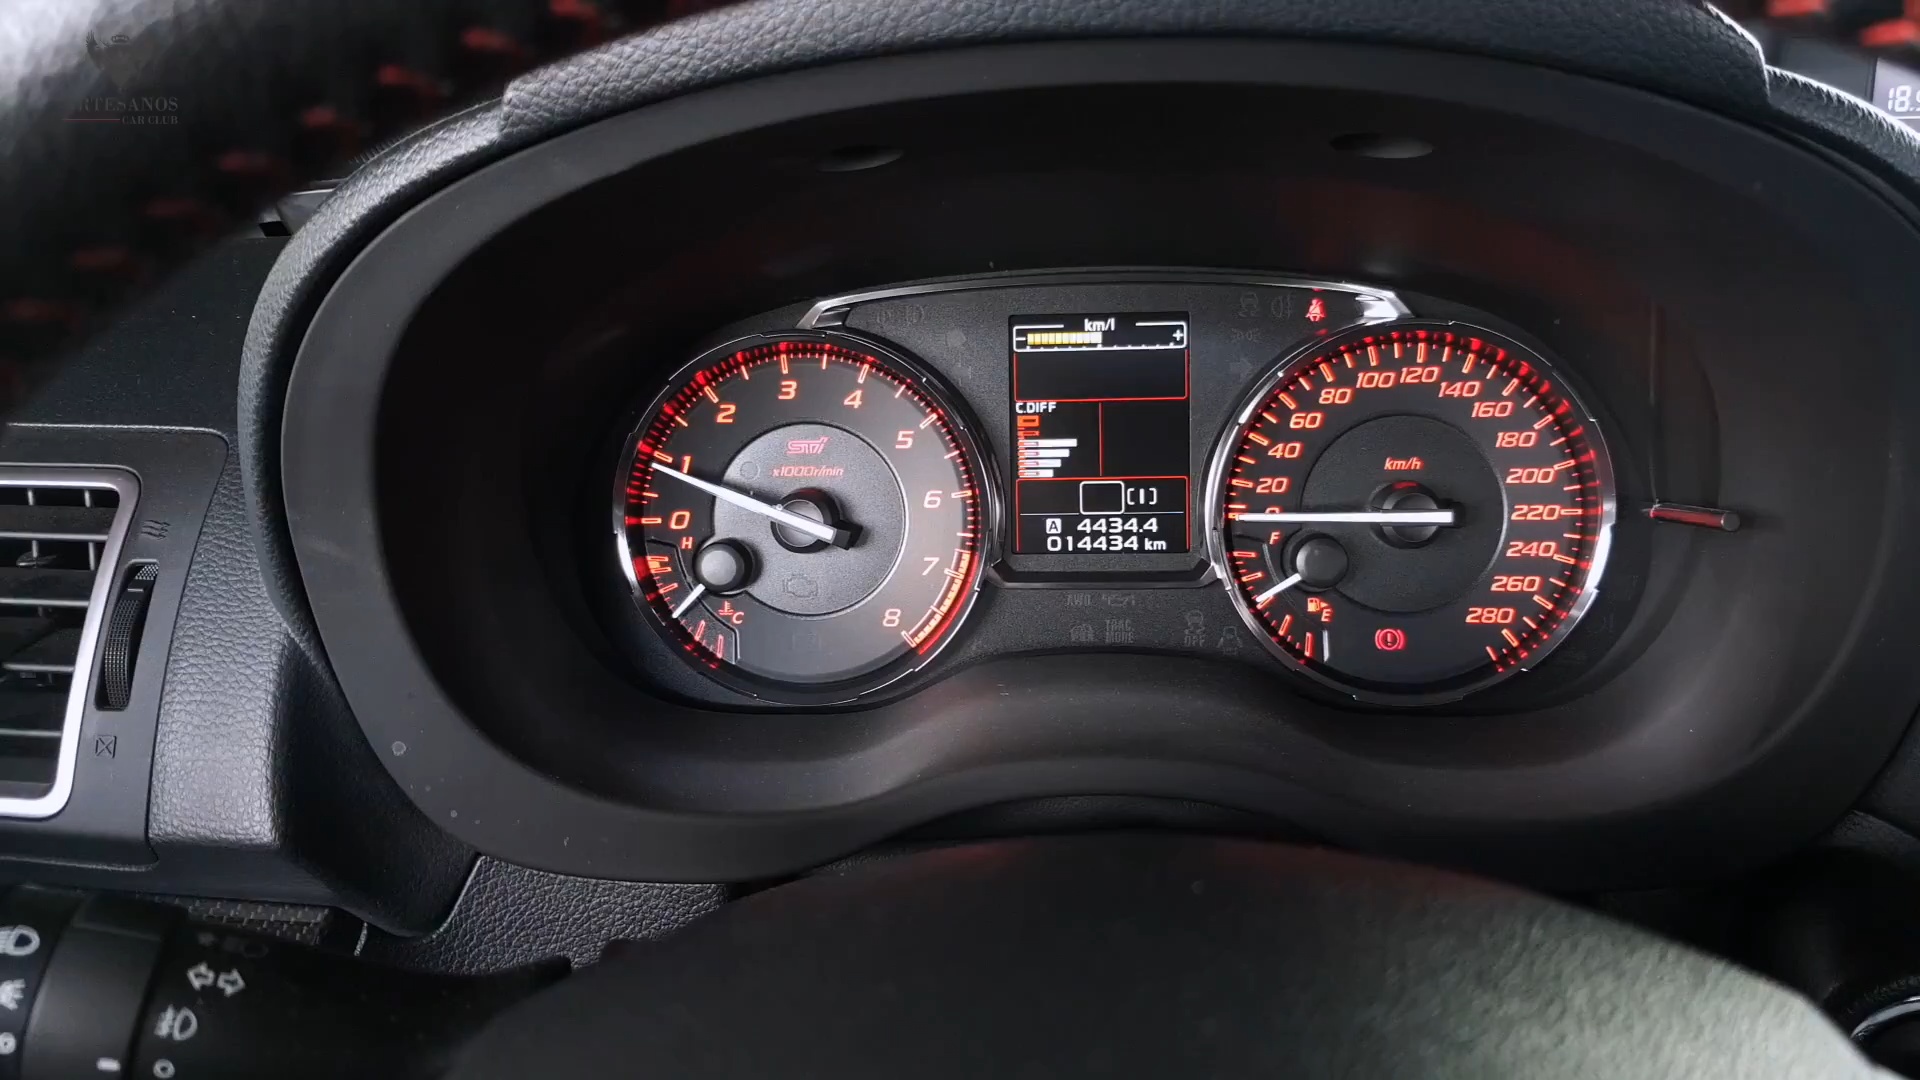 RTESANOS
CAR CLUB
18.
km/l
C.DIFF
A 4434.4
014434 km
STI
x1000r/min
0
1
2
3
4
5
6
7
8
H
C
km/h
0
20
40
60
80
100
120
140
160
180
200
220
240
260
280
F
E
AWD
TRAC
MODE
OFF